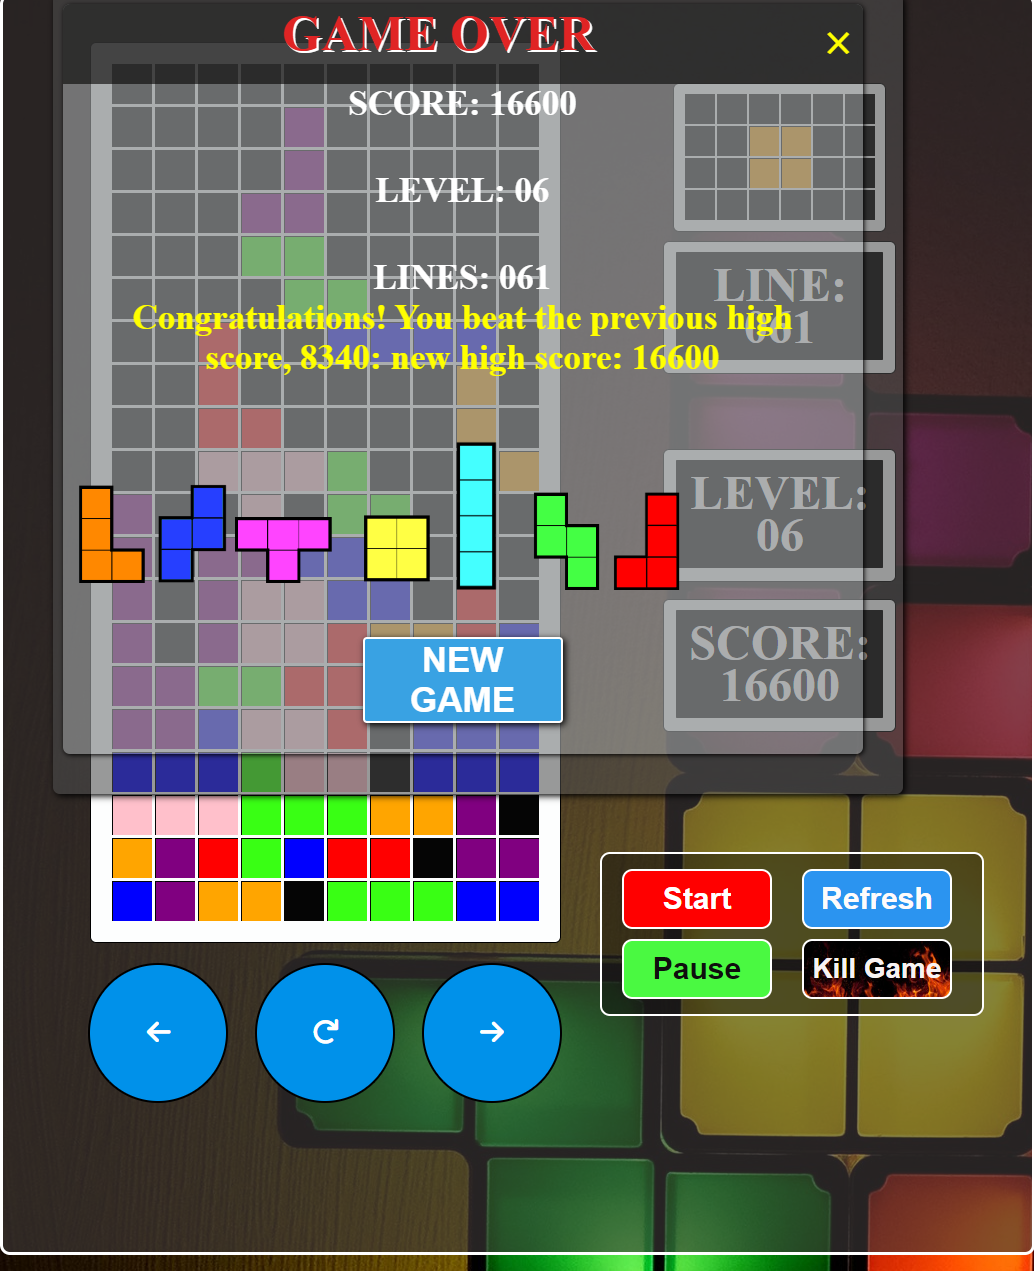 GAME OVER
×
SCORE: 16600
LEVEL: 06
LINES: 061
Congratulations! You beat the previous high
score, 8340: new high score: 16600
LINE:
061
LEVEL:
06
SCORE:
16600
NEW
GAME
Start
Refresh
Pause
Kill Game